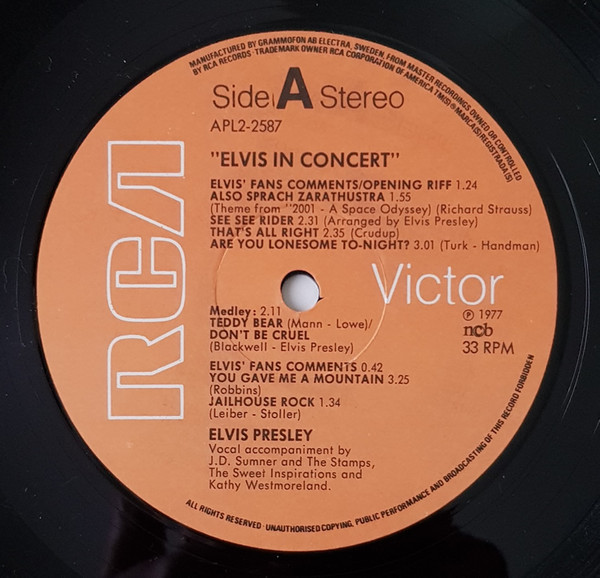 MANUFACTURED BY GRAMMOFON AB ELECTRA, SWEDEN, FROM MASTER RECORDINGS OWNED OR CONTROLLED
BY RCA RECORDS · TRADEMARK OWNER RCA CORPORATION OF AMERICA TM(S)® MARCA(S) REGISTRADA(S)
Side A Stereo
APL2-2587
"ELVIS IN CONCERT"
ELVIS' FANS COMMENTS/OPENING RIFF 1.24
ALSO SPRACH ZARATHUSTRA 1.55
(Theme from "2001 - A Space Odyssey) (Richard Strauss)
SEE SEE RIDER 2.31 (Arranged by Elvis Presley)
THAT'S ALL RIGHT 2.35 (Crudup)
ARE YOU LONESOME TO-NIGHT? 3.01 (Turk - Handman)
RCA
Victor
Ⓟ 1977
ncb
33 RPM
Medley: 2.11
TEDDY BEAR (Mann - Lowe)/
DON'T BE CRUEL
(Blackwell - Elvis Presley)
ELVIS' FANS COMMENTS 0.42
YOU GAVE ME A MOUNTAIN 3.25
(Robbins)
JAILHOUSE ROCK 1.34
(Leiber - Stoller)
ELVIS PRESLEY
Vocal accompaniment by
J.D. Sumner and The Stamps,
The Sweet Inspirations and
Kathy Westmoreland.
ALL RIGHTS RESERVED · UNAUTHORISED COPYING, PUBLIC PERFORMANCE AND BROADCASTING OF THIS RECORD FORBIDDEN